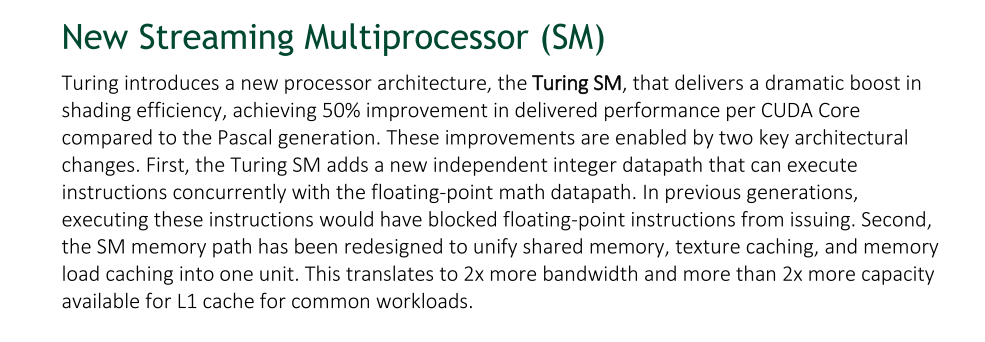 New Streaming Multiprocessor (SM)
Turing introduces a new processor architecture, the Turing SM, that delivers a dramatic boost in
shading efficiency, achieving 50% improvement in delivered performance per CUDA Core
compared to the Pascal generation. These improvements are enabled by two key architectural
changes. First, the Turing SM adds a new independent integer datapath that can execute
instructions concurrently with the floating-point math datapath. In previous generations,
executing these instructions would have blocked floating-point instructions from issuing. Second,
the SM memory path has been redesigned to unify shared memory, texture caching, and memory
load caching into one unit. This translates to 2x more bandwidth and more than 2x more capacity
available for L1 cache for common workloads.